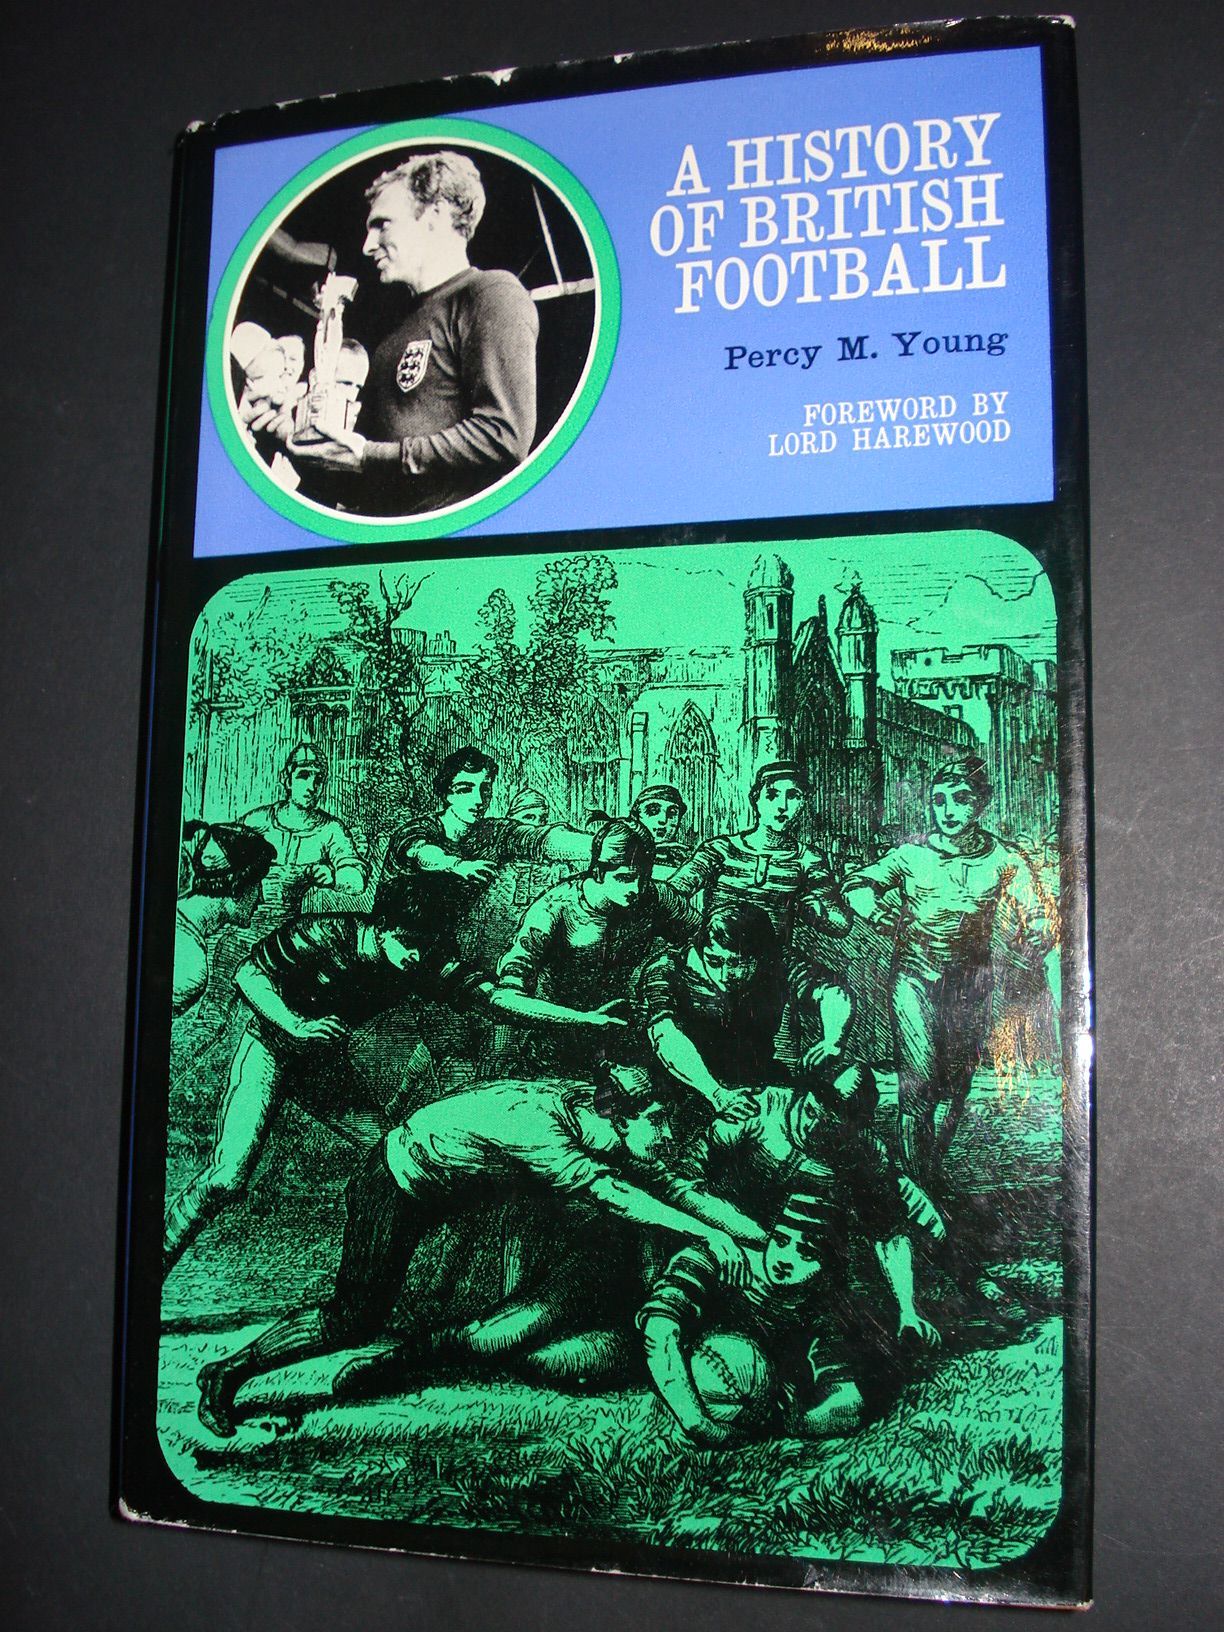 A HISTORY
OF BRITISH
FOOTBALL
Percy M. Young
FOREWORD BY
LORD HAREWOOD